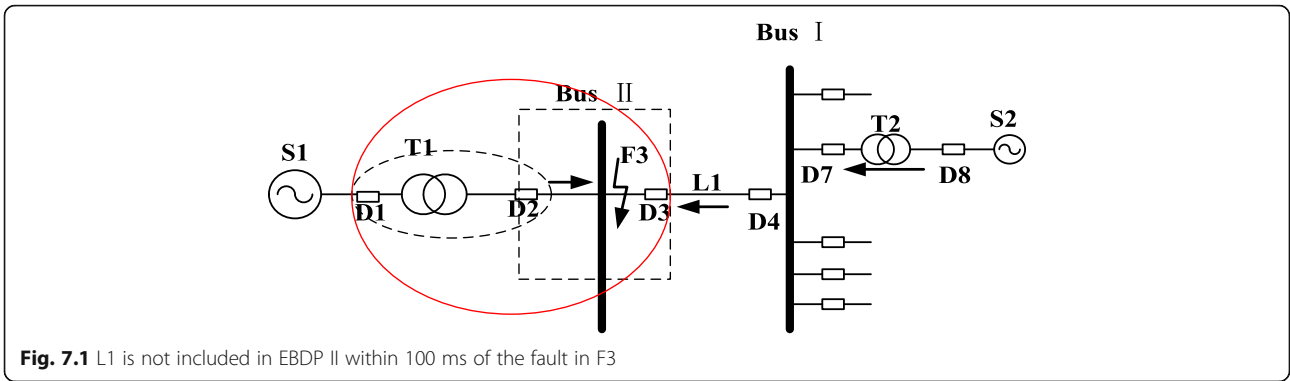 Bus Ⅰ
Bus Ⅱ
S1
T1
F3
T2
S2
D1
D2
D3
L1
D4
D7
D8
Fig. 7.1 L1 is not included in EBDP II within 100 ms of the fault in F3